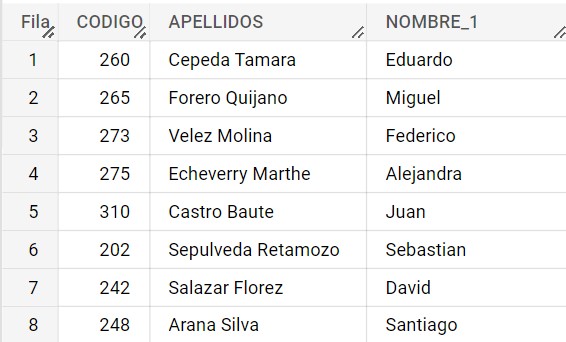 Fila CODIGO APELLIDOS NOMBRE_1
1 260 Cepeda Tamara Eduardo
2 265 Forero Quijano Miguel
3 273 Velez Molina Federico
4 275 Echeverry Marthe Alejandra
5 310 Castro Baute Juan
6 202 Sepulveda Retamozo Sebastian
7 242 Salazar Florez David
8 248 Arana Silva Santiago